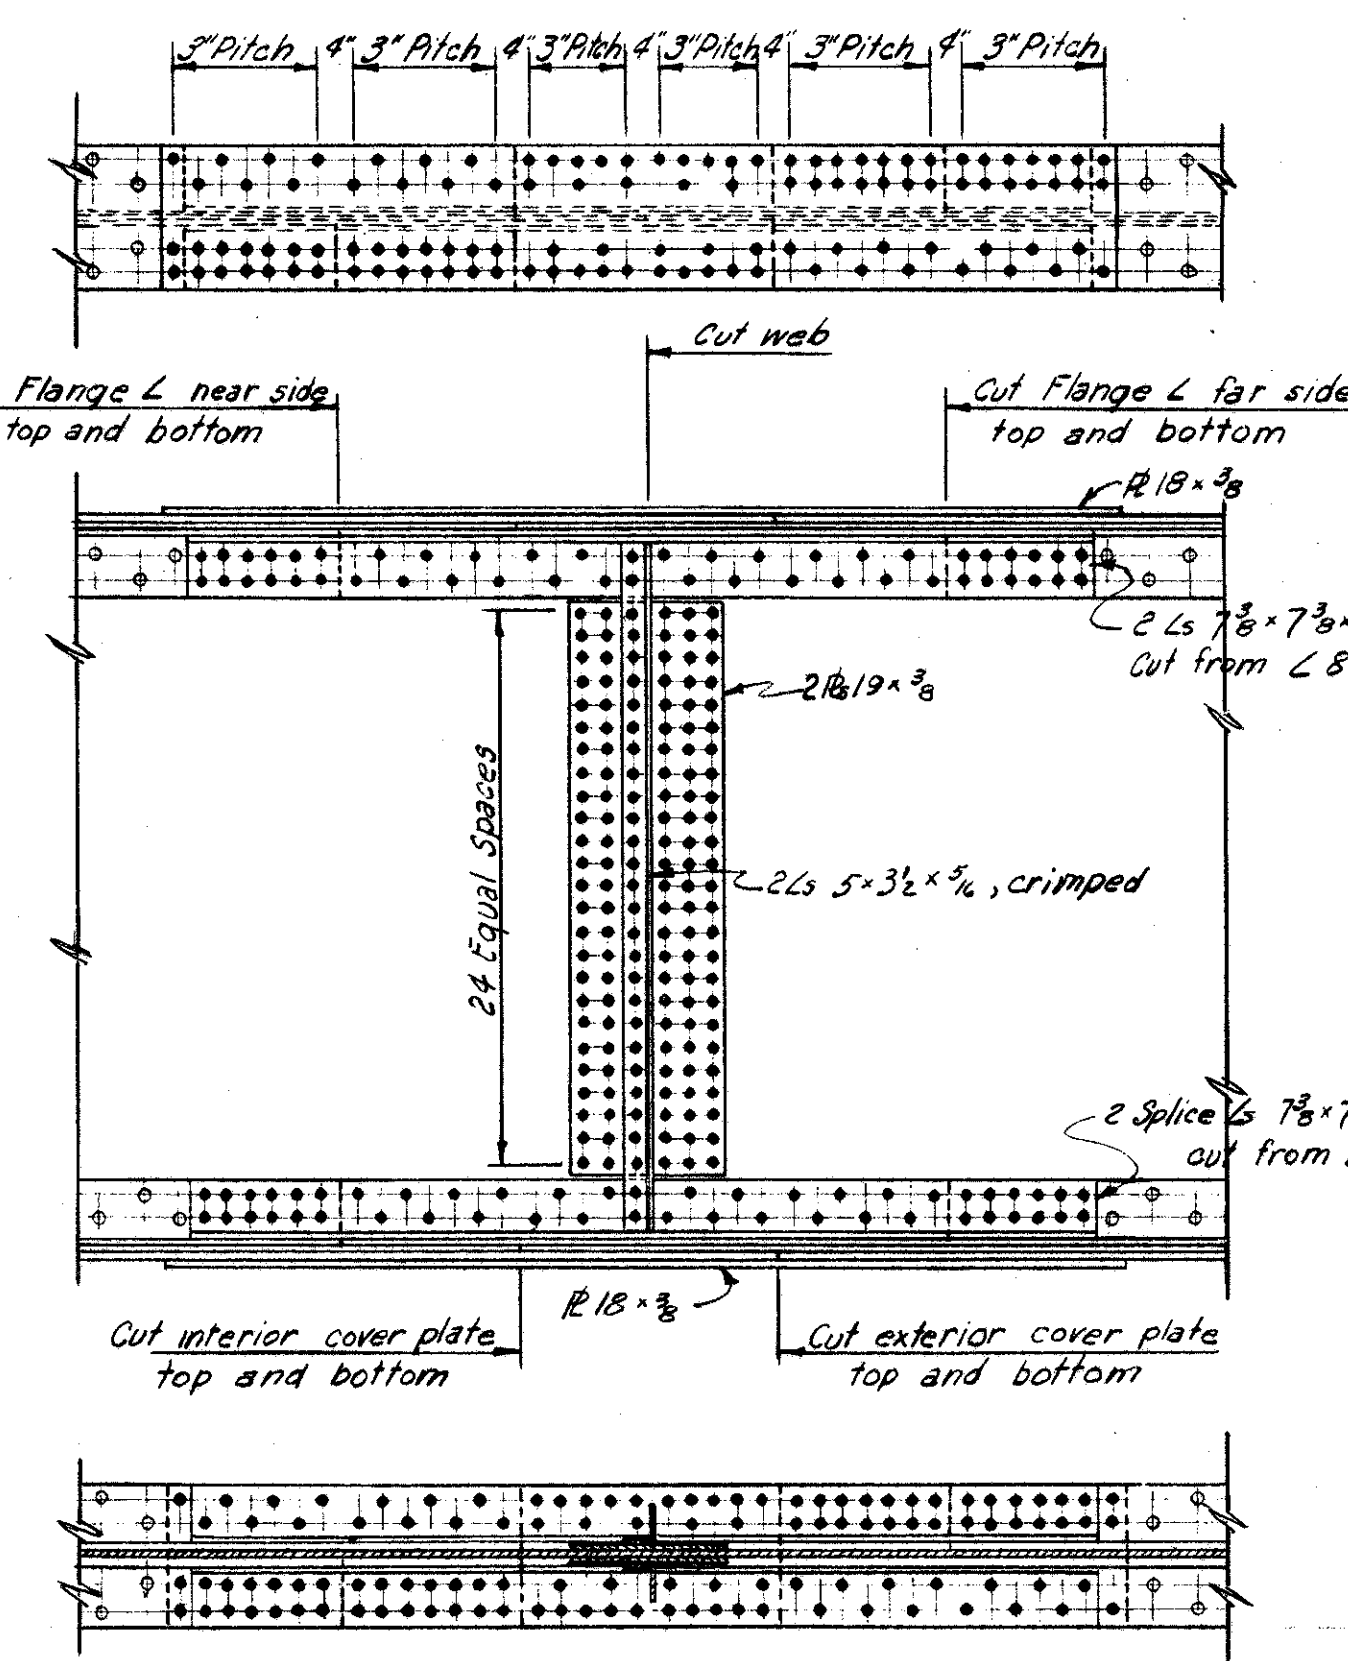 3" Pitch 4" 3" Pitch 4" 3" Pitch 4" 3" Pitch 4" 3" Pitch 4" 3" Pitch
Cut web
Flange ∠ near side
top and bottom
Cut Flange ∠ far side
top and bottom
℄ 18 × 3/8
2 ∠s 7 3/8 × 7 3/8 ×
Cut from ∠ 8
2 ℄s 19 × 3/8
24 Equal Spaces
2 ∠s 5 × 3 1/2 × 5/16, crimped
2 Splice ∠s 7 3/8 × 7
cut from
℄ 18 × 3/8
Cut interior cover plate
top and bottom
Cut exterior cover plate
top and bottom